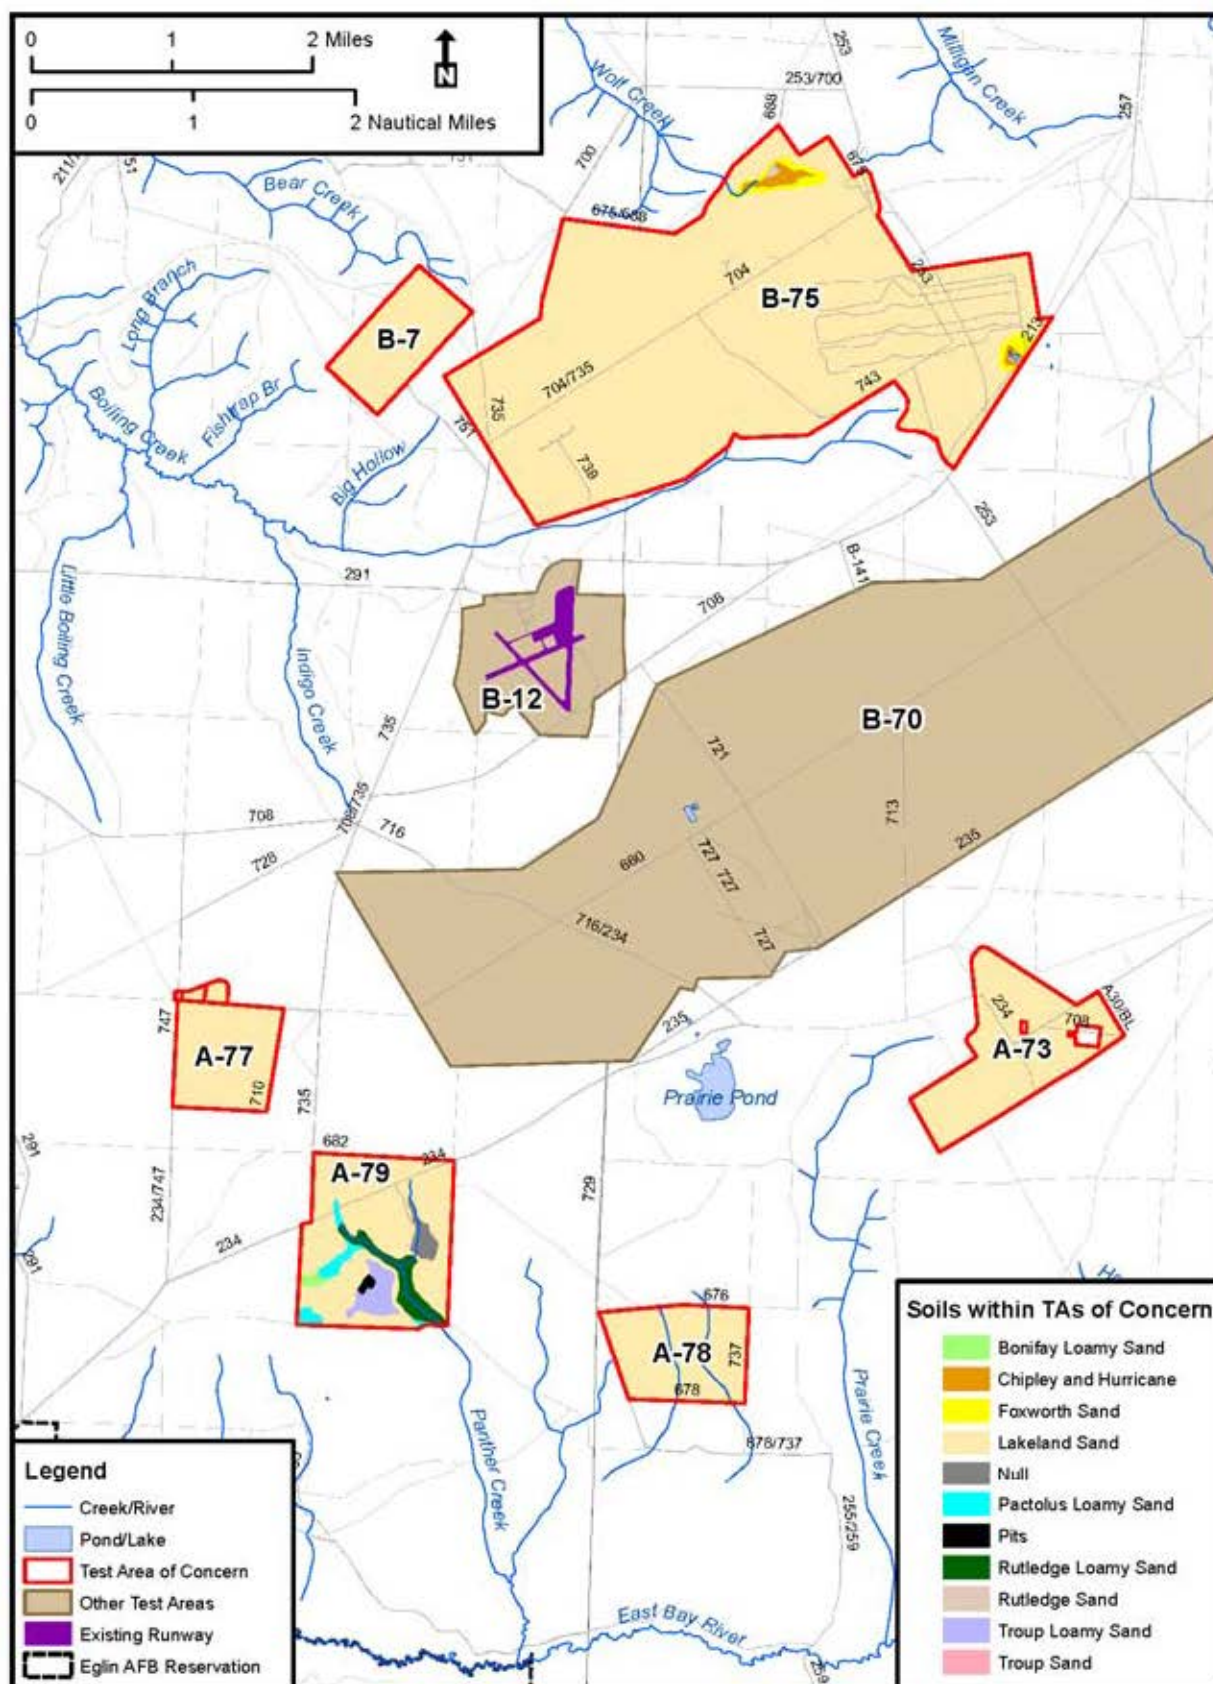 0 1 2 Miles
N
0 1 2 Nautical Miles
253
Milligan Creek
Wolf Creek
253/700
688
257
700
675
Bear Creek
675/688
Long Branch
704
253
B-75
B-7
213
704/735
743
Fishtrap Br
735
751
Boiling Creek
Big Hollow
739
253
291
B-141
708
Little Boiling Creek
Indigo Creek
B-12
B-70
735
721
708/735
708
716
713
235
728
727
660
727
716/234
727
747
235
234
A30/BL
708
A-77
A-73
710
735
Prairie Pond
291
682
234
A-79
234/747
729
234
291
676
A-78
737
678
Panther Creek
Prairie Creek
678/737
255/259
East Bay River
259
Legend
Creek/River
Pond/Lake
Test Area of Concern
Other Test Areas
Existing Runway
Eglin AFB Reservation
Soils within TAs of Concern
Bonifay Loamy Sand
Chipley and Hurricane
Foxworth Sand
Lakeland Sand
Null
Pactolus Loamy Sand
Pits
Rutledge Loamy Sand
Rutledge Sand
Troup Loamy Sand
Troup Sand